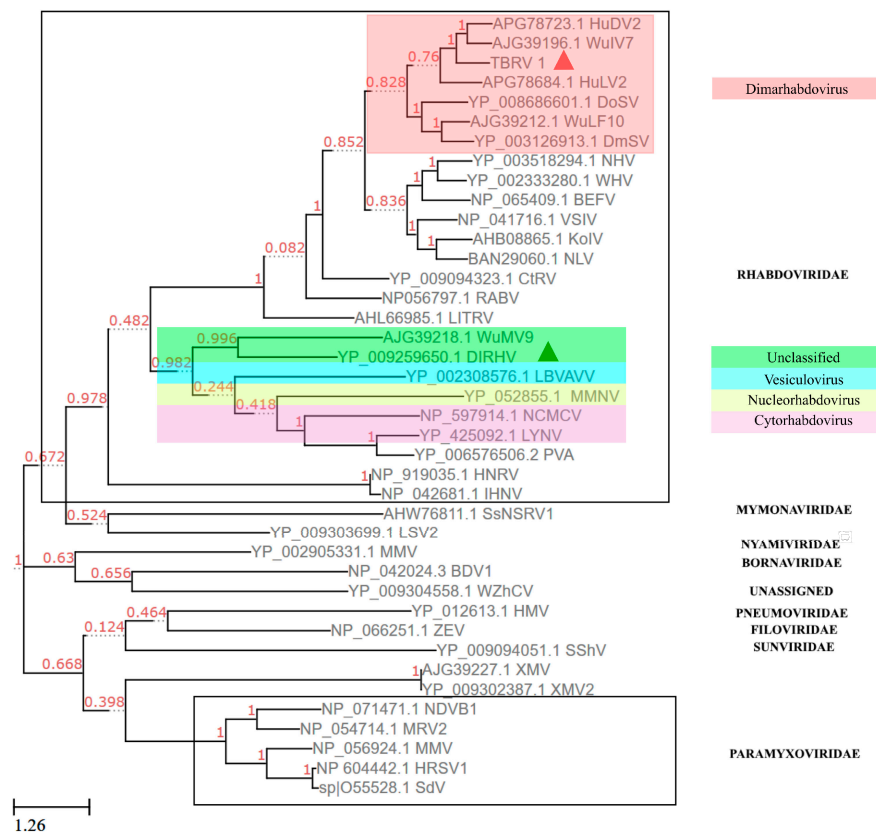 1
APG78723.1 HuDV2
1
AJG39196.1 WuIV7
0.76
TBRV 1
0.828
APG78684.1 HuLV2
Dimarhabdovirus
YP_008686601.1 DoSV
1
1
AJG39212.1 WuLF10
YP_003126913.1 DmSV
0.852
1
YP_003518294.1 NHV
1
YP_002333280.1 WHV
0.836
NP_065409.1 BEFV
1
NP_041716.1 VSIV
1
1
AHB08865.1 KolV
0.082
BAN29060.1 NLV
1
YP_009094323.1 CtRV
RHABDOVIRIDAE
NP056797.1 RABV
0.482
AHL66985.1 LITRV
0.996
AJG39218.1 WuMV9
0.982
YP_009259650.1 DIRHV
Unclassified
YP_002308576.1 LBVAVV
Vesiculovirus
0.244
YP_052855.1 MMNV
Nucleorhabdovirus
0.978
0.418
NP_597914.1 NCMCV
Cytorhabdovirus
1
1
YP_425092.1 LYNV
YP_006576506.2 PVA
0.672
1
NP_919035.1 HNRV
NP_042681.1 IHNV
0.524
AHW76811.1 SsNSRV1
MYMONAVIRIDAE
YP_009303699.1 LSV2
NYAMIVIRIDAE
0.63
YP_002905331.1 MMV
BORNAVIRIDAE
1
0.656
NP_042024.3 BDV1
YP_009304558.1 WZhCV
UNASSIGNED
0.464
YP_012613.1 HMV
PNEUMOVIRIDAE
0.124
NP_066251.1 ZEV
FILOVIRIDAE
YP_009094051.1 SShV
SUNVIRIDAE
0.668
1
AJG39227.1 XMV
YP_009302387.1 XMV2
0.398
1
NP_071471.1 NDVB1
NP_054714.1 MRV2
1
1
NP_056924.1 MMV
PARAMYXOVIRIDAE
1
NP 604442.1 HRSV1
sp|O55528.1 SdV
1.26